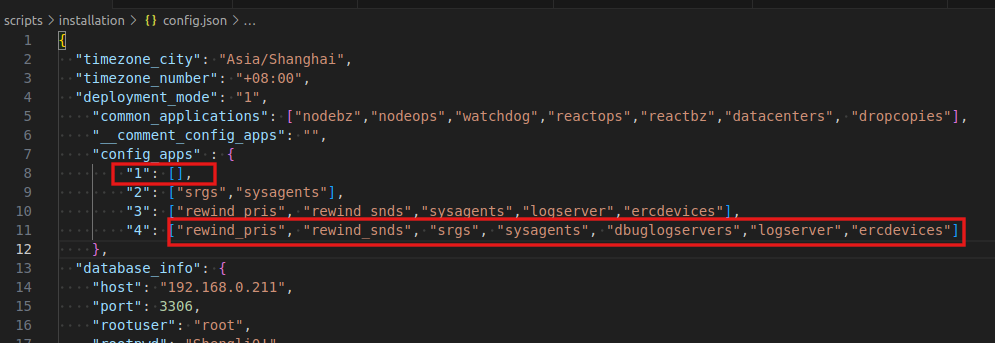 scripts > installation > {} config.json > ...
1 {
2 "timezone_city": "Asia/Shanghai",
3 "timezone_number": "+08:00",
4 "deployment_mode": "1",
5 "common_applications": ["nodebz","nodeops","watchdog","reactops","reactbz","datacenters", "dropcopies"],
6 "__comment_config_apps": "",
7 "config_apps" : {
8 "1": [],
9 "2": ["srgs","sysagents"],
10 "3": ["rewind_pris", "rewind_snds","sysagents","logserver","ercdevices"],
11 "4": ["rewind_pris", "rewind_snds", "srgs", "sysagents", "dbuglogservers","logserver","ercdevices"]
12 },
13 "database_info": {
14 "host": "192.168.0.211",
15 "port": 3306,
16 "rootuser": "root",
17